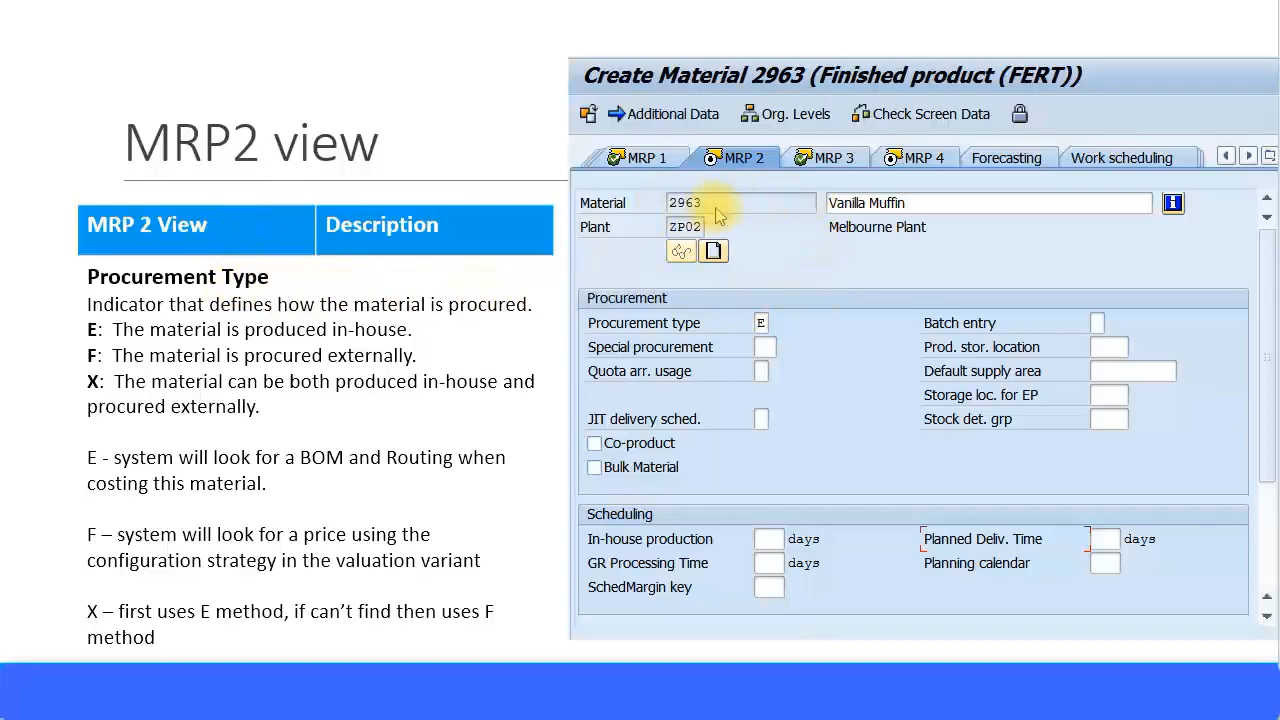 MRP2 view
MRP 2 View Description
Procurement Type
Indicator that defines how the material is procured.
E: The material is produced in-house.
F: The material is procured externally.
X: The material can be both produced in-house and
procured externally.
E - system will look for a BOM and Routing when
costing this material.
F – system will look for a price using the
configuration strategy in the valuation variant
X – first uses E method, if can’t find then uses F
method
Create Material 2963 (Finished product (FERT))
Additional Data Org. Levels Check Screen Data
MRP 1 MRP 2 MRP 3 MRP 4 Forecasting Work scheduling
Material 2963 Vanilla Muffin
Plant ZP02 Melbourne Plant
Procurement
Procurement type E Batch entry
Special procurement Prod. stor. location
Quota arr. usage Default supply area
Storage loc. for EP
JIT delivery sched. Stock det. grp
Co-product
Bulk Material
Scheduling
In-house production days Planned Deliv. Time days
GR Processing Time days Planning calendar
SchedMargin key